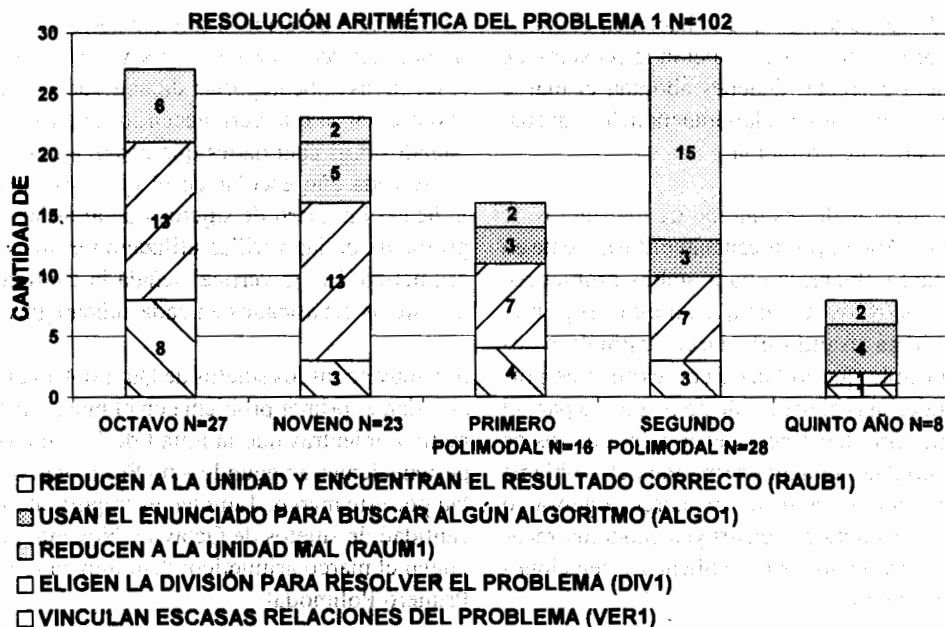 RESOLUCIÓN ARITMÉTICA DEL PROBLEMA 1 N=102
30
25
20
15
10
5
0
CANTIDAD DE
6
13
8
2
5
13
3
2
3
7
4
15
3
7
3
2
4
1
1
OCTAVO N=27
NOVENO N=23
PRIMERO
POLIMODAL N=16
SEGUNDO
POLIMODAL N=28
QUINTO AÑO N=8
REDUCEN A LA UNIDAD Y ENCUENTRAN EL RESULTADO CORRECTO (RAUB1)
USAN EL ENUNCIADO PARA BUSCAR ALGÚN ALGORITMO (ALGO1)
REDUCEN A LA UNIDAD MAL (RAUM1)
ELIGEN LA DIVISIÓN PARA RESOLVER EL PROBLEMA (DIV1)
VINCULAN ESCASAS RELACIONES DEL PROBLEMA (VER1)